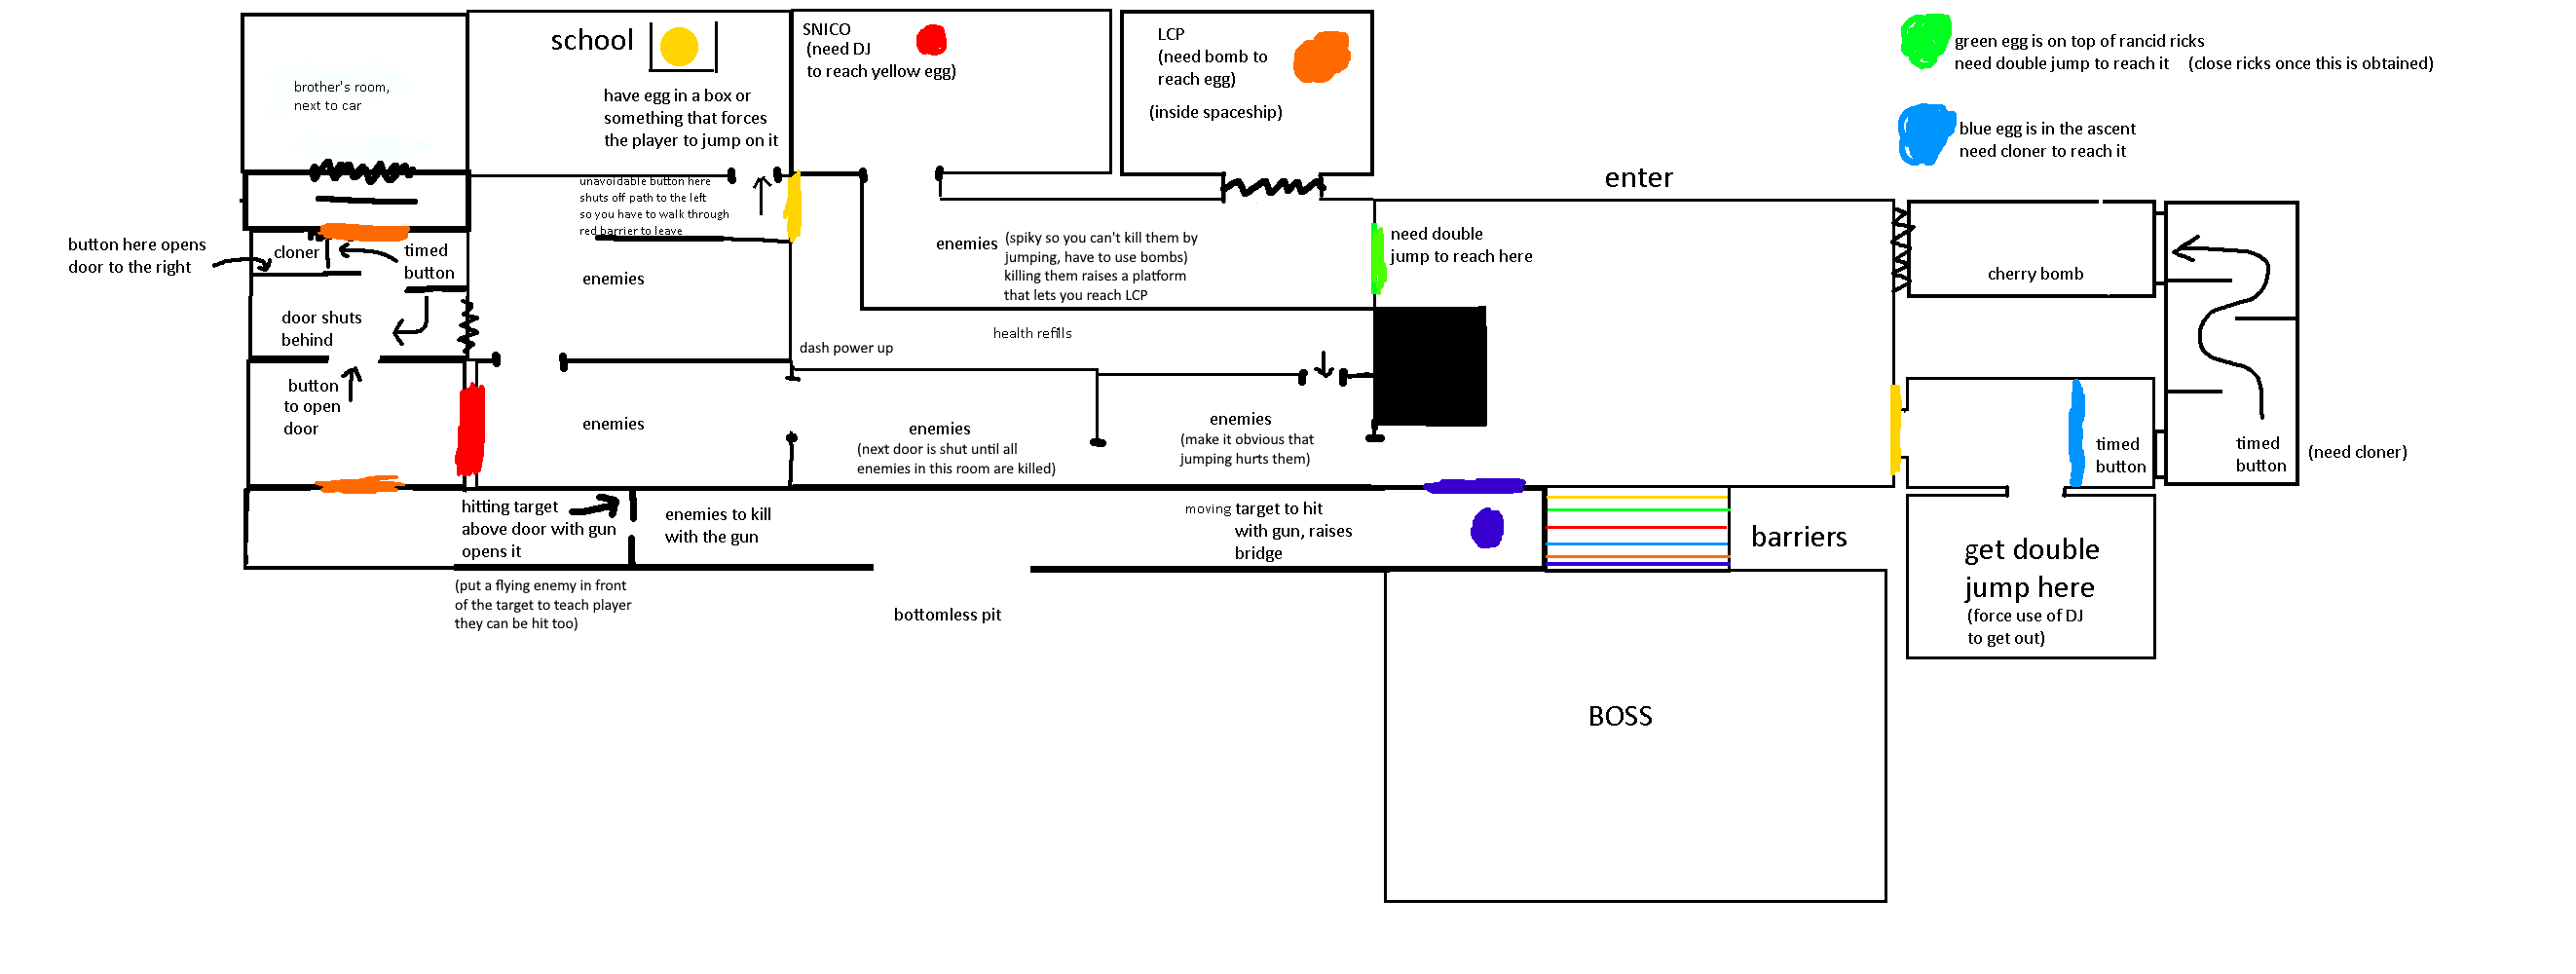 brother's room,
next to car
school
have egg in a box or
something that forces
the player to jump on it
SNICO
(need DJ
to reach yellow egg)
LCP
(need bomb to
reach egg)
(inside spaceship)
green egg is on top of rancid ricks
need double jump to reach it (close ricks once this is obtained)
blue egg is in the ascent
need cloner to reach it
enter
unavoidable button here
shuts off path to the left
so you have to walk through
red barrier to leave
button here opens
door to the right
cloner
timed
button
enemies
enemies (spiky so you can't kill them by
jumping, have to use bombs)
killing them raises a platform
that lets you reach LCP
need double
jump to reach here
cherry bomb
door shuts
behind
dash power up
health refills
button
to open
door
enemies
enemies
(next door is shut until all
enemies in this room are killed)
enemies
(make it obvious that
jumping hurts them)
timed
button
timed
button
(need cloner)
hitting target
above door with gun
opens it
(put a flying enemy in front
of the target to teach player
they can be hit too)
enemies to kill
with the gun
bottomless pit
moving target to hit
with gun, raises
bridge
barriers
get double
jump here
(force use of DJ
to get out)
BOSS